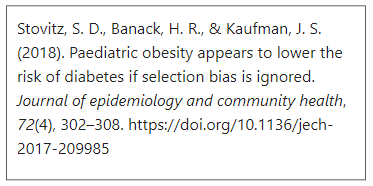 Stovitz, S. D., Banack, H. R., & Kaufman, J. S.
(2018). Paediatric obesity appears to lower the
risk of diabetes if selection bias is ignored.
Journal of epidemiology and community health,
72(4), 302–308. https://doi.org/10.1136/jech-
2017-209985